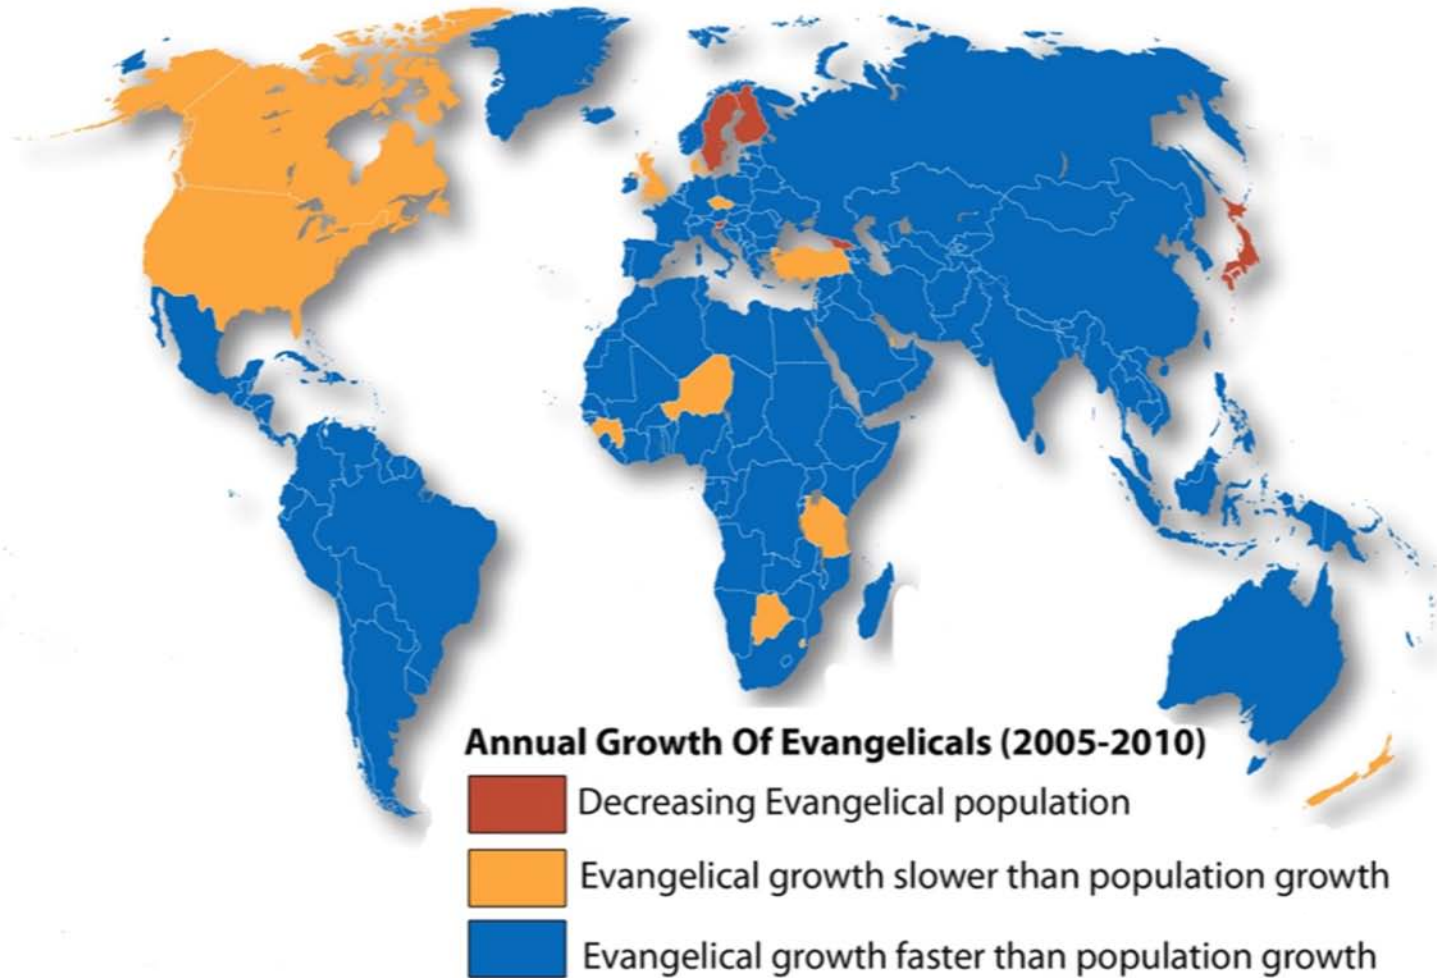 Annual Growth Of Evangelicals (2005-2010)
Decreasing Evangelical population
Evangelical growth slower than population growth
Evangelical growth faster than population growth